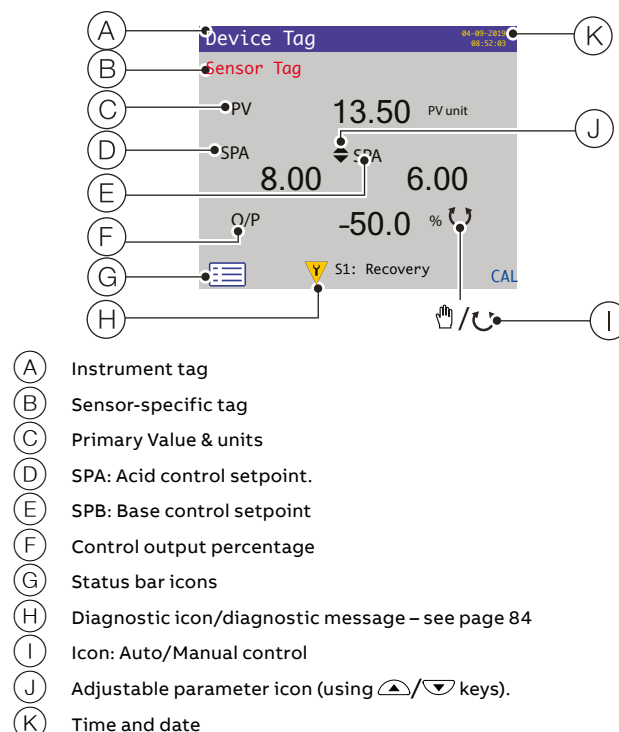 A
Device Tag
04-09-2019
08:52:03
K
B
Sensor Tag
C
PV
13.50 PV unit
J
D
SPA
SPA
E
8.00 6.00
F
O/P
-50.0 %
G
S1: Recovery
CAL
H
/
I
A Instrument tag
B Sensor-specific tag
C Primary Value & units
D SPA: Acid control setpoint.
E SPB: Base control setpoint
F Control output percentage
G Status bar icons
H Diagnostic icon/diagnostic message – see page 84
I Icon: Auto/Manual control
J Adjustable parameter icon (using / keys).
K Time and date